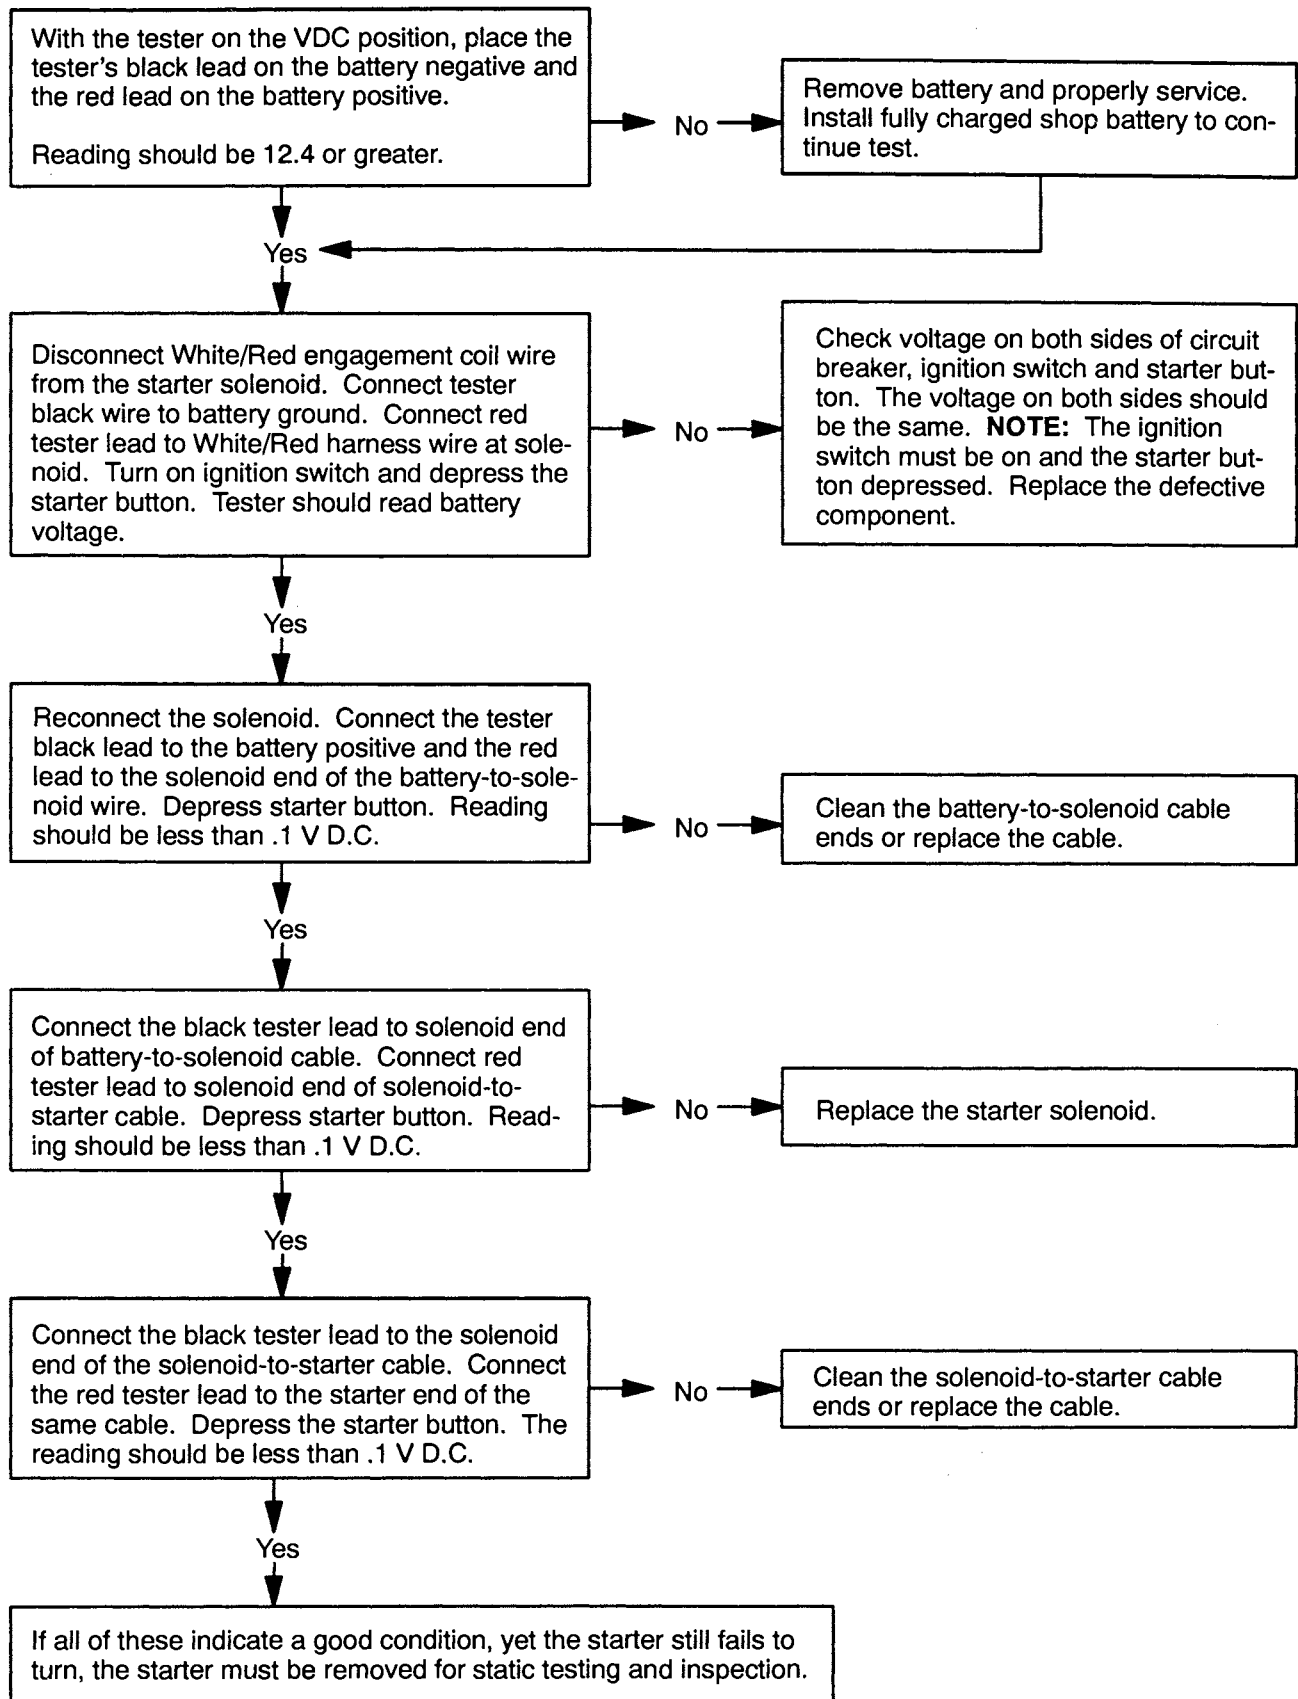 With the tester on the VDC position, place the
tester's black lead on the battery negative and
the red lead on the battery positive.
Reading should be 12.4 or greater.
No
Remove battery and properly service.
Install fully charged shop battery to con-
tinue test.
Yes
Disconnect White/Red engagement coil wire
from the starter solenoid. Connect tester
black wire to battery ground. Connect red
tester lead to White/Red harness wire at sole-
noid. Turn on ignition switch and depress the
starter button. Tester should read battery
voltage.
No
Check voltage on both sides of circuit
breaker, ignition switch and starter but-
ton. The voltage on both sides should
be the same. NOTE: The ignition
switch must be on and the starter but-
ton depressed. Replace the defective
component.
Yes
Reconnect the solenoid. Connect the tester
black lead to the battery positive and the red
lead to the solenoid end of the battery-to-sole-
noid wire. Depress starter button. Reading
should be less than .1 V D.C.
No
Clean the battery-to-solenoid cable
ends or replace the cable.
Yes
Connect the black tester lead to solenoid end
of battery-to-solenoid cable. Connect red
tester lead to solenoid end of solenoid-to-
starter cable. Depress starter button. Read-
ing should be less than .1 V D.C.
No
Replace the starter solenoid.
Yes
Connect the black tester lead to the solenoid
end of the solenoid-to-starter cable. Connect
the red tester lead to the starter end of the
same cable. Depress the starter button. The
reading should be less than .1 V D.C.
No
Clean the solenoid-to-starter cable
ends or replace the cable.
Yes
If all of these indicate a good condition, yet the starter still fails to
turn, the starter must be removed for static testing and inspection.